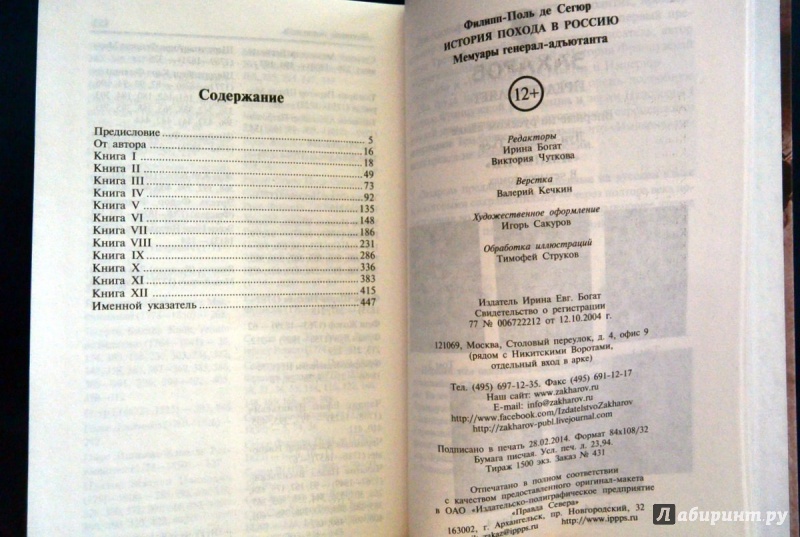 Содержание
Предисловие 5
От автора 16
Книга I 18
Книга II 49
Книга III 73
Книга IV 92
Книга V 135
Книга VI 148
Книга VII 186
Книга VIII 231
Книга IX 286
Книга X 336
Книга XI 383
Книга XII 415
Именной указатель 447
Филипп-Поль де Сегюр
ИСТОРИЯ ПОХОДА В РОССИЮ
Мемуары генерал-адъютанта
12+
Редакторы
Ирина Богат
Виктория Чуткова
Верстка
Валерий Кечкин
Художественное оформление
Игорь Сакуров
Обработка иллюстраций
Тимофей Струков
Издатель Ирина Евг. Богат
Свидетельство о регистрации
77 № 006722212 от 12.10.2004 г.
121069, Москва, Столовый переулок, д. 4, офис 9
(рядом с Никитскими Воротами,
отдельный вход в арке)
Тел. (495) 697-12-35. Факс (495) 691-12-17
Наш сайт: www.zakharov.ru
E-mail: info@zakharov.ru
http://www.facebook.com/IzdatelstvoZakharov
http://zakharov-publ.livejournal.com
Подписано в печать 28.02.2014. Формат 84х108/32
Бумага писчая. Усл. печ. л. 23,94.
Тираж 1500 экз. Заказ № 431
Отпечатано в полном соответствии
с качеством предоставленного оригинал-макета
в ОАО «Издательско-полиграфическое предприятие
«Правда Севера»
163002, г. Архангельск, пр. Новгородский, 32
zakaz@ippps.ru http://www.ippps.ru
Лабиринт.ру